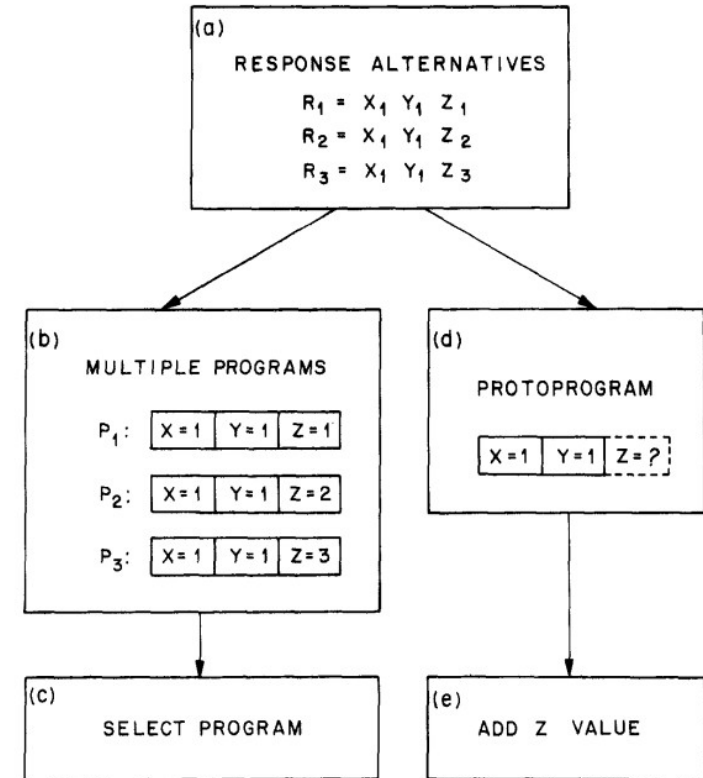 (a)
RESPONSE ALTERNATIVES
R₁ = X₁ Y₁ Z₁
R₂ = X₁ Y₁ Z₂
R₃ = X₁ Y₁ Z₃
(b)
MULTIPLE PROGRAMS
P₁: X=1 Y=1 Z=1
P₂: X=1 Y=1 Z=2
P₃: X=1 Y=1 Z=3
(c)
SELECT PROGRAM
(d)
PROTOPROGRAM
X=1 Y=1 Z=?
(e)
ADD Z VALUE